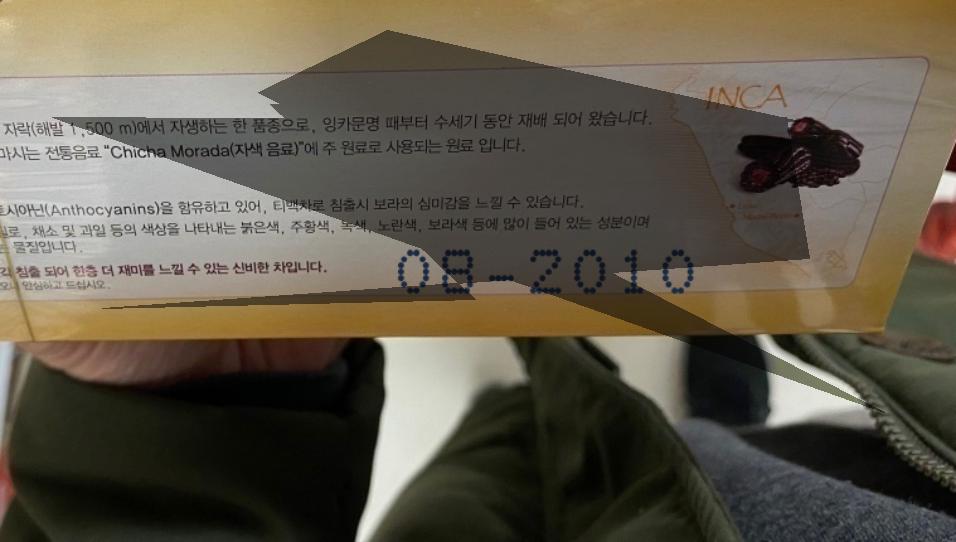 INCA
자락(해발 1,500 m)에서 자생하는 한 품종으로, 잉카문명 때부터 수세기 동안 재배 되어 왔습니다.
마시는 전통음료 "Chicha Morada(자색 음료)"에 주 원료로 사용되는 원료 입니다.
토시아닌(Anthocyanins)을 함유하고 있어, 티백차로 침출시 보라의 심미감을 느낄 수 있습니다.
채소 및 과일 등의 색상을 나타내는 붉은색, 주황색, 녹색, 노란색, 보라색 등에 많이 들어 있는 성분이며
물질입니다.
침출 되어 한층 더 재미를 느낄 수 있는 신비한 차입니다.
안심하고 드십시오.
08-2010